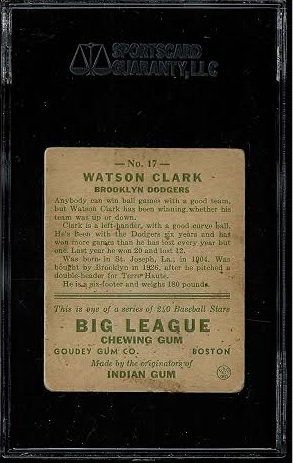 SPORTSCARD
GUARANTY, LLC
— No. 17 —
WATSON CLARK
BROOKLYN DODGERS
Anybody can win ball games with a good team,
but Watson Clark has been winning whether his
team was up or down.
Clark is a left-hander, with a good curve ball.
He's Been with the Dodgers six years and has
won more games than he has lost every year but
one. Last year he won 20 and lost 12.
Was born in St. Joseph, La., in 1904. Was
bought by Brooklyn in 1926, after he pitched a
double-header for Terre Haute.
He is a six-footer and weighs 180 pounds.
This is one of a series of 240 Baseball Stars
BIG LEAGUE
CHEWING GUM
GOUDEY GUM CO. BOSTON
Made by the originators of
INDIAN GUM